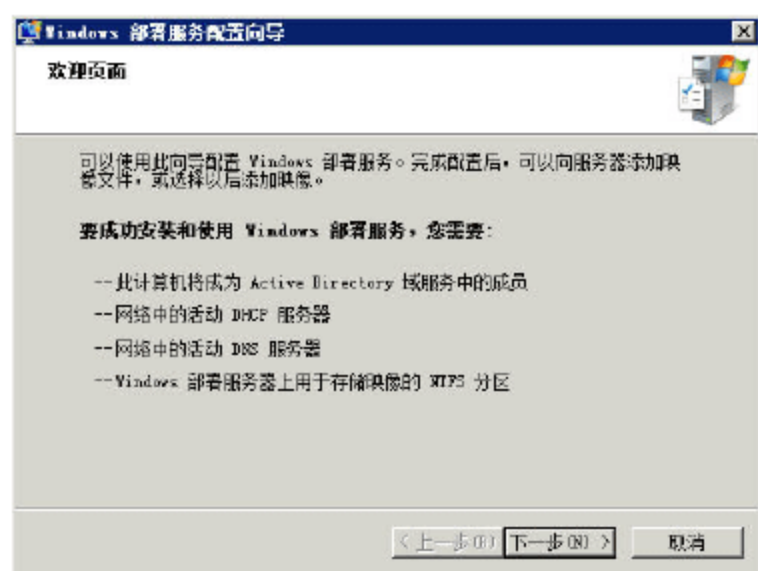 Windows 部署服务配置向导
欢迎页面
可以使用此向导配置 Windows 部署服务。完成配置后，可以向服务器添加映
像文件，或选择以后添加映像。
要成功安装和使用 Windows 部署服务，您需要:
--此计算机将成为 Active Directory 域服务中的成员
--网络中的活动 DHCP 服务器
--网络中的活动 DNS 服务器
--Windows 部署服务器上用于存储映像的 NTFS 分区
< 上一步(B)
下一步(N) >
取消